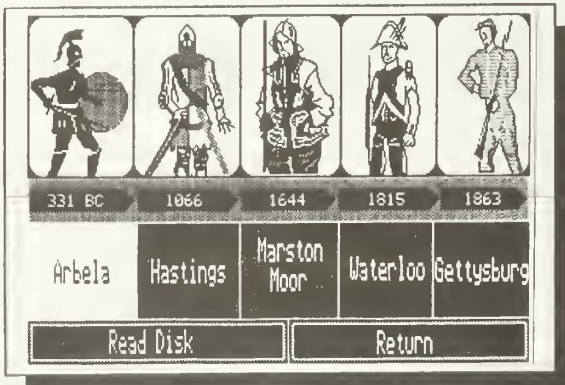 331 BC
1066
1644
1815
1863
Arbela
Hastings
Marston
Moor
Waterloo
Gettysburg
Read Disk
Return